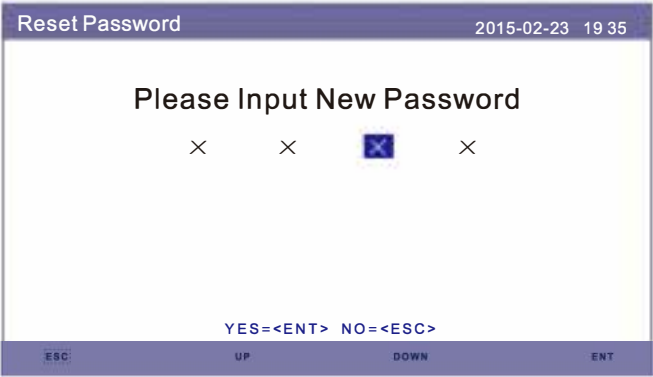 Reset Password 2015-02-23 19 35
Please Input New Password
× × × ×
YES=<ENT> NO=<ESC>
ESC UP DOWN ENT